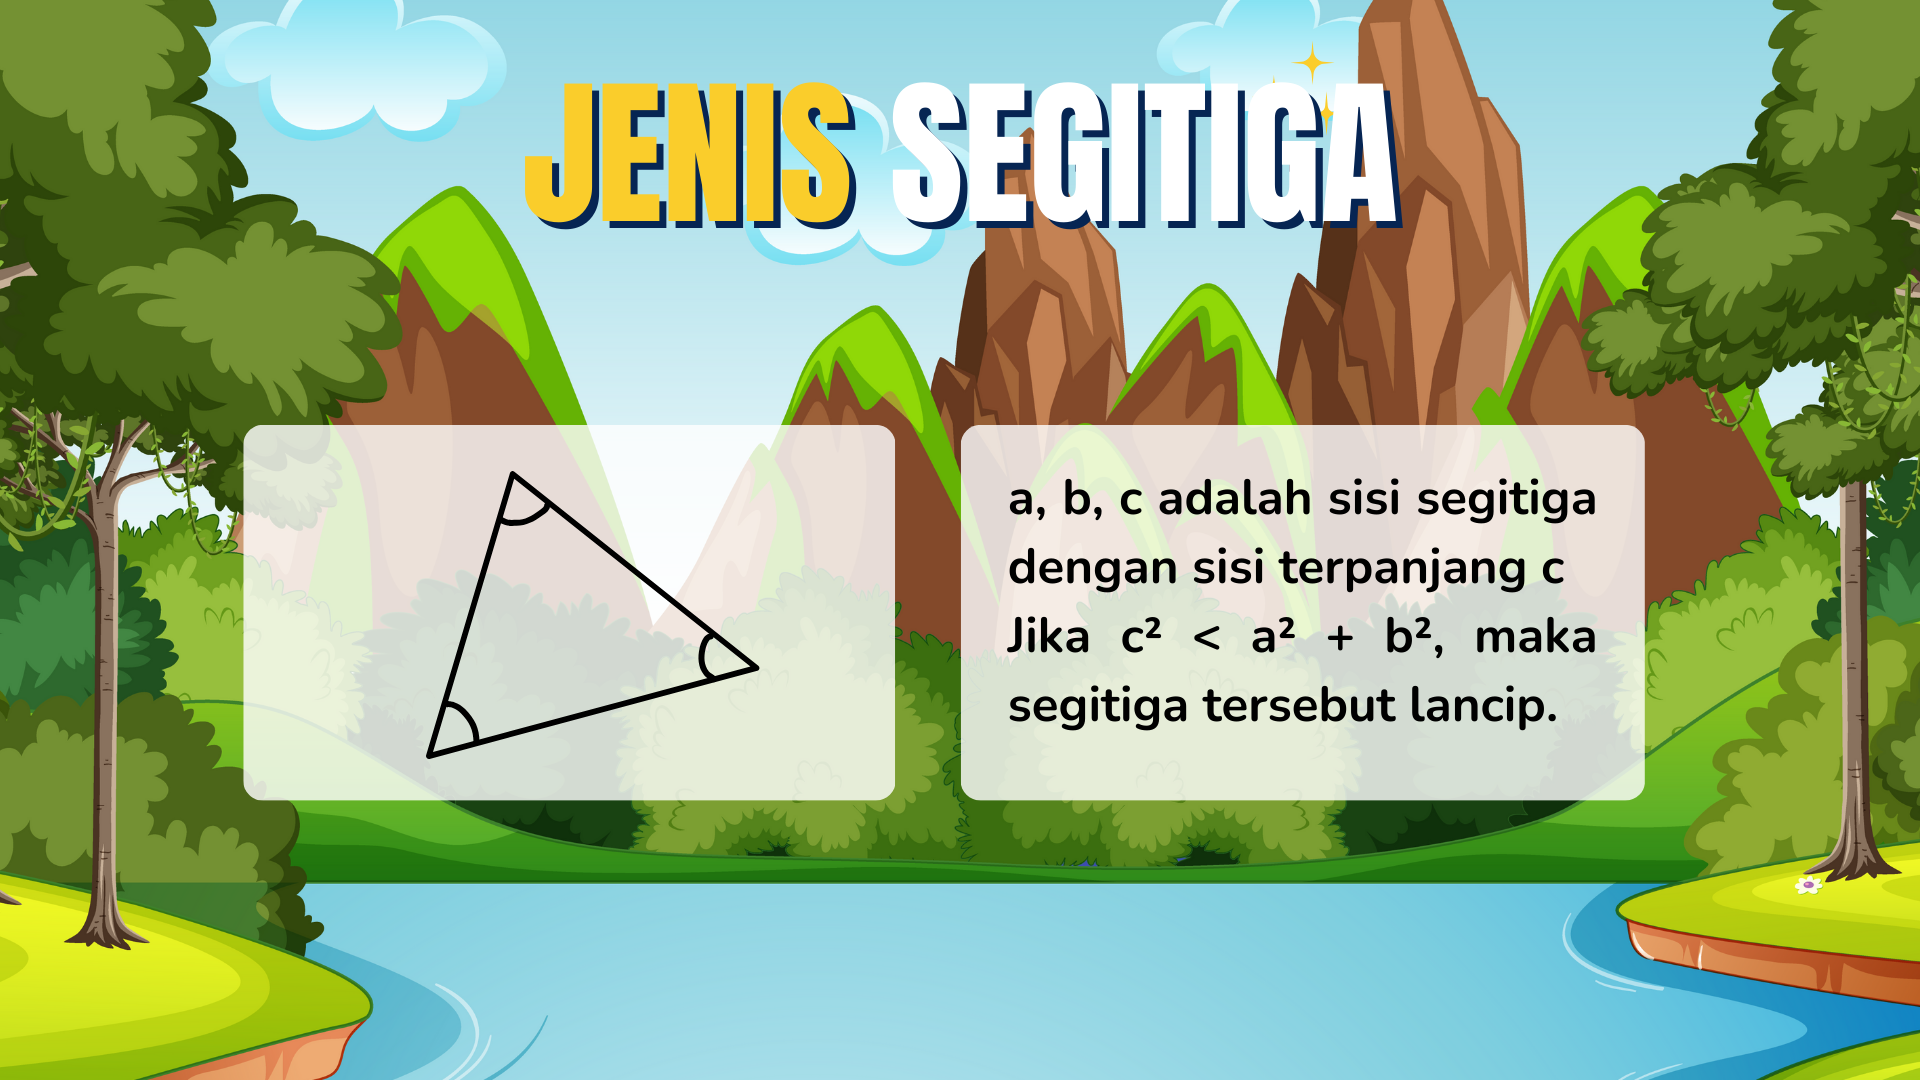 JENIS SEGITIGA
a, b, c adalah sisi segitiga
dengan sisi terpanjang c
Jika c² < a² + b², maka
segitiga tersebut lancip.